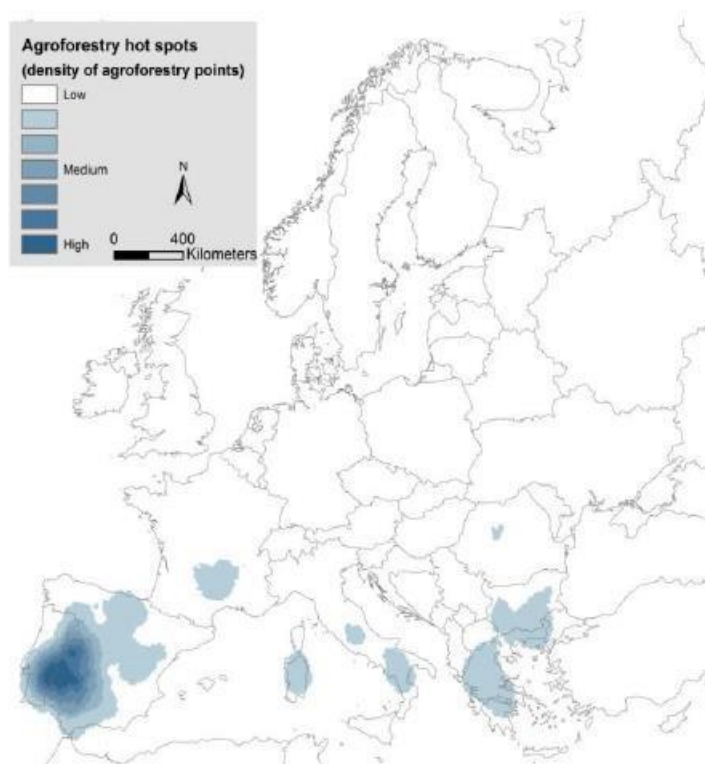 Agroforestry hot spots
(density of agroforestry points)
Low
Medium
High
N
0 400
Kilometers